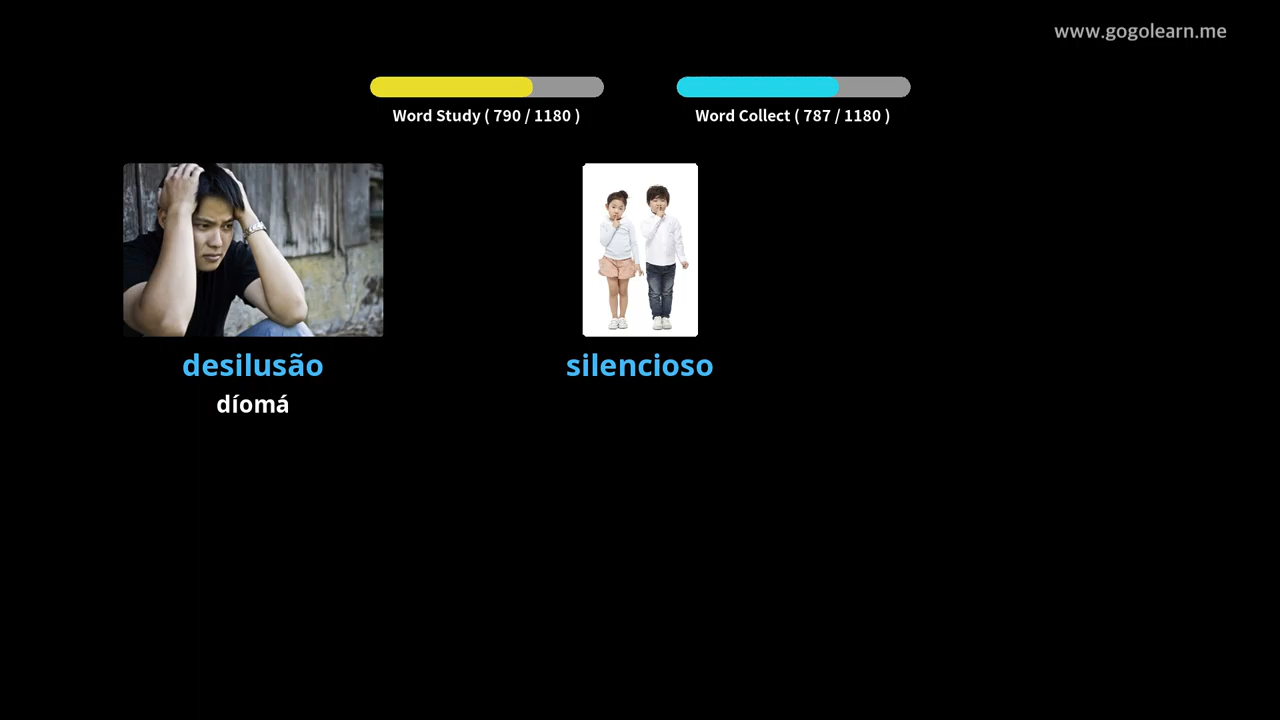 www.gogolearn.me
Word Study ( 790 / 1180 )
Word Collect ( 787 / 1180 )
desilusão
díomá
silencioso